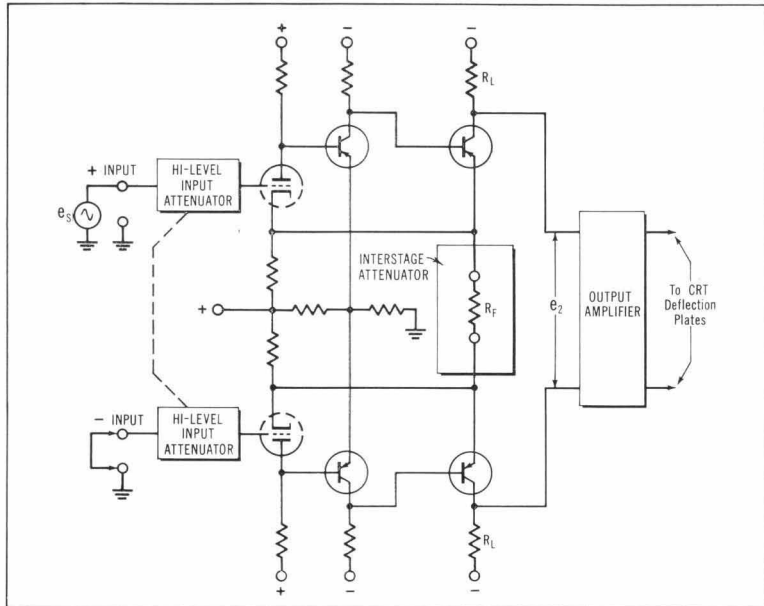 +
−
−
R_L
+ INPUT
HI-LEVEL
INPUT
ATTENUATOR
e_S
INTERSTAGE
ATTENUATOR
R_F
+
e_2
OUTPUT
AMPLIFIER
To CRT
Deflection
Plates
− INPUT
HI-LEVEL
INPUT
ATTENUATOR
R_L
+
−
−